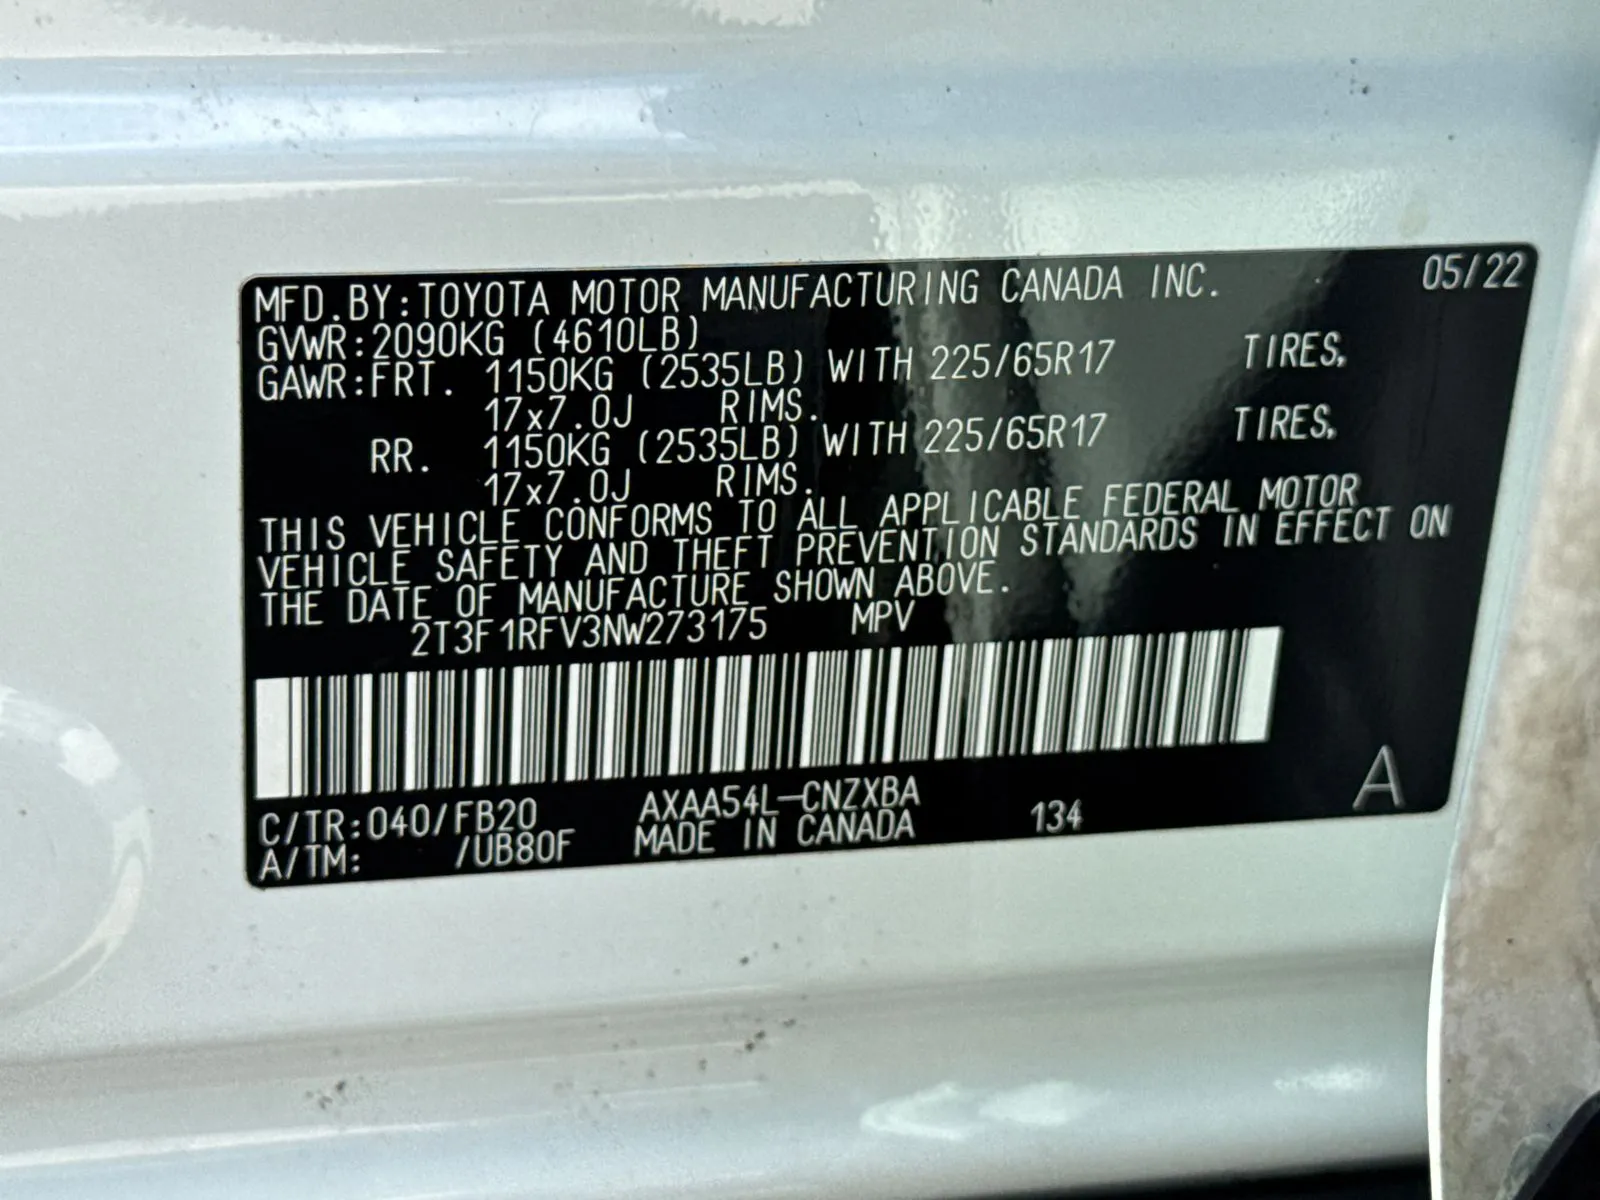 MFD.BY:TOYOTA MOTOR MANUFACTURING CANADA INC. 05/22
GVWR:2090KG (4610LB)
GAWR:FRT. 1150KG (2535LB) WITH 225/65R17 TIRES,
17x7.0J RIMS.
RR. 1150KG (2535LB) WITH 225/65R17 TIRES,
17x7.0J RIMS.
THIS VEHICLE CONFORMS TO ALL APPLICABLE FEDERAL MOTOR
VEHICLE SAFETY AND THEFT PREVENTION STANDARDS IN EFFECT ON
THE DATE OF MANUFACTURE SHOWN ABOVE.
2T3F1RFV3NW273175 MPV
C/TR:040/FB20 AXAA54L-CNZXBA 134 A
A/TM: /UB80F MADE IN CANADA